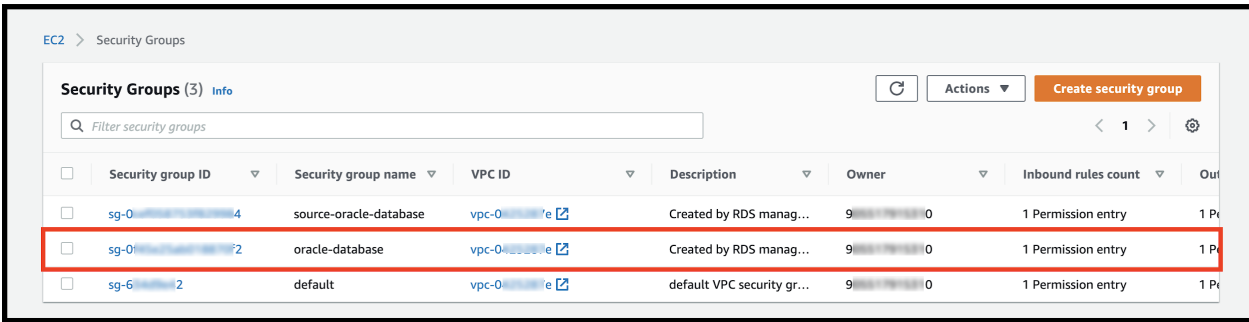 EC2 > Security Groups
Security Groups (3) Info
Actions
Create security group
Filter security groups
1
Security group ID Security group name VPC ID Description Owner Inbound rules count
source-oracle-database Created by RDS manag... 1 Permission entry
oracle-database Created by RDS manag... 1 Permission entry
default default VPC security gr... 1 Permission entry